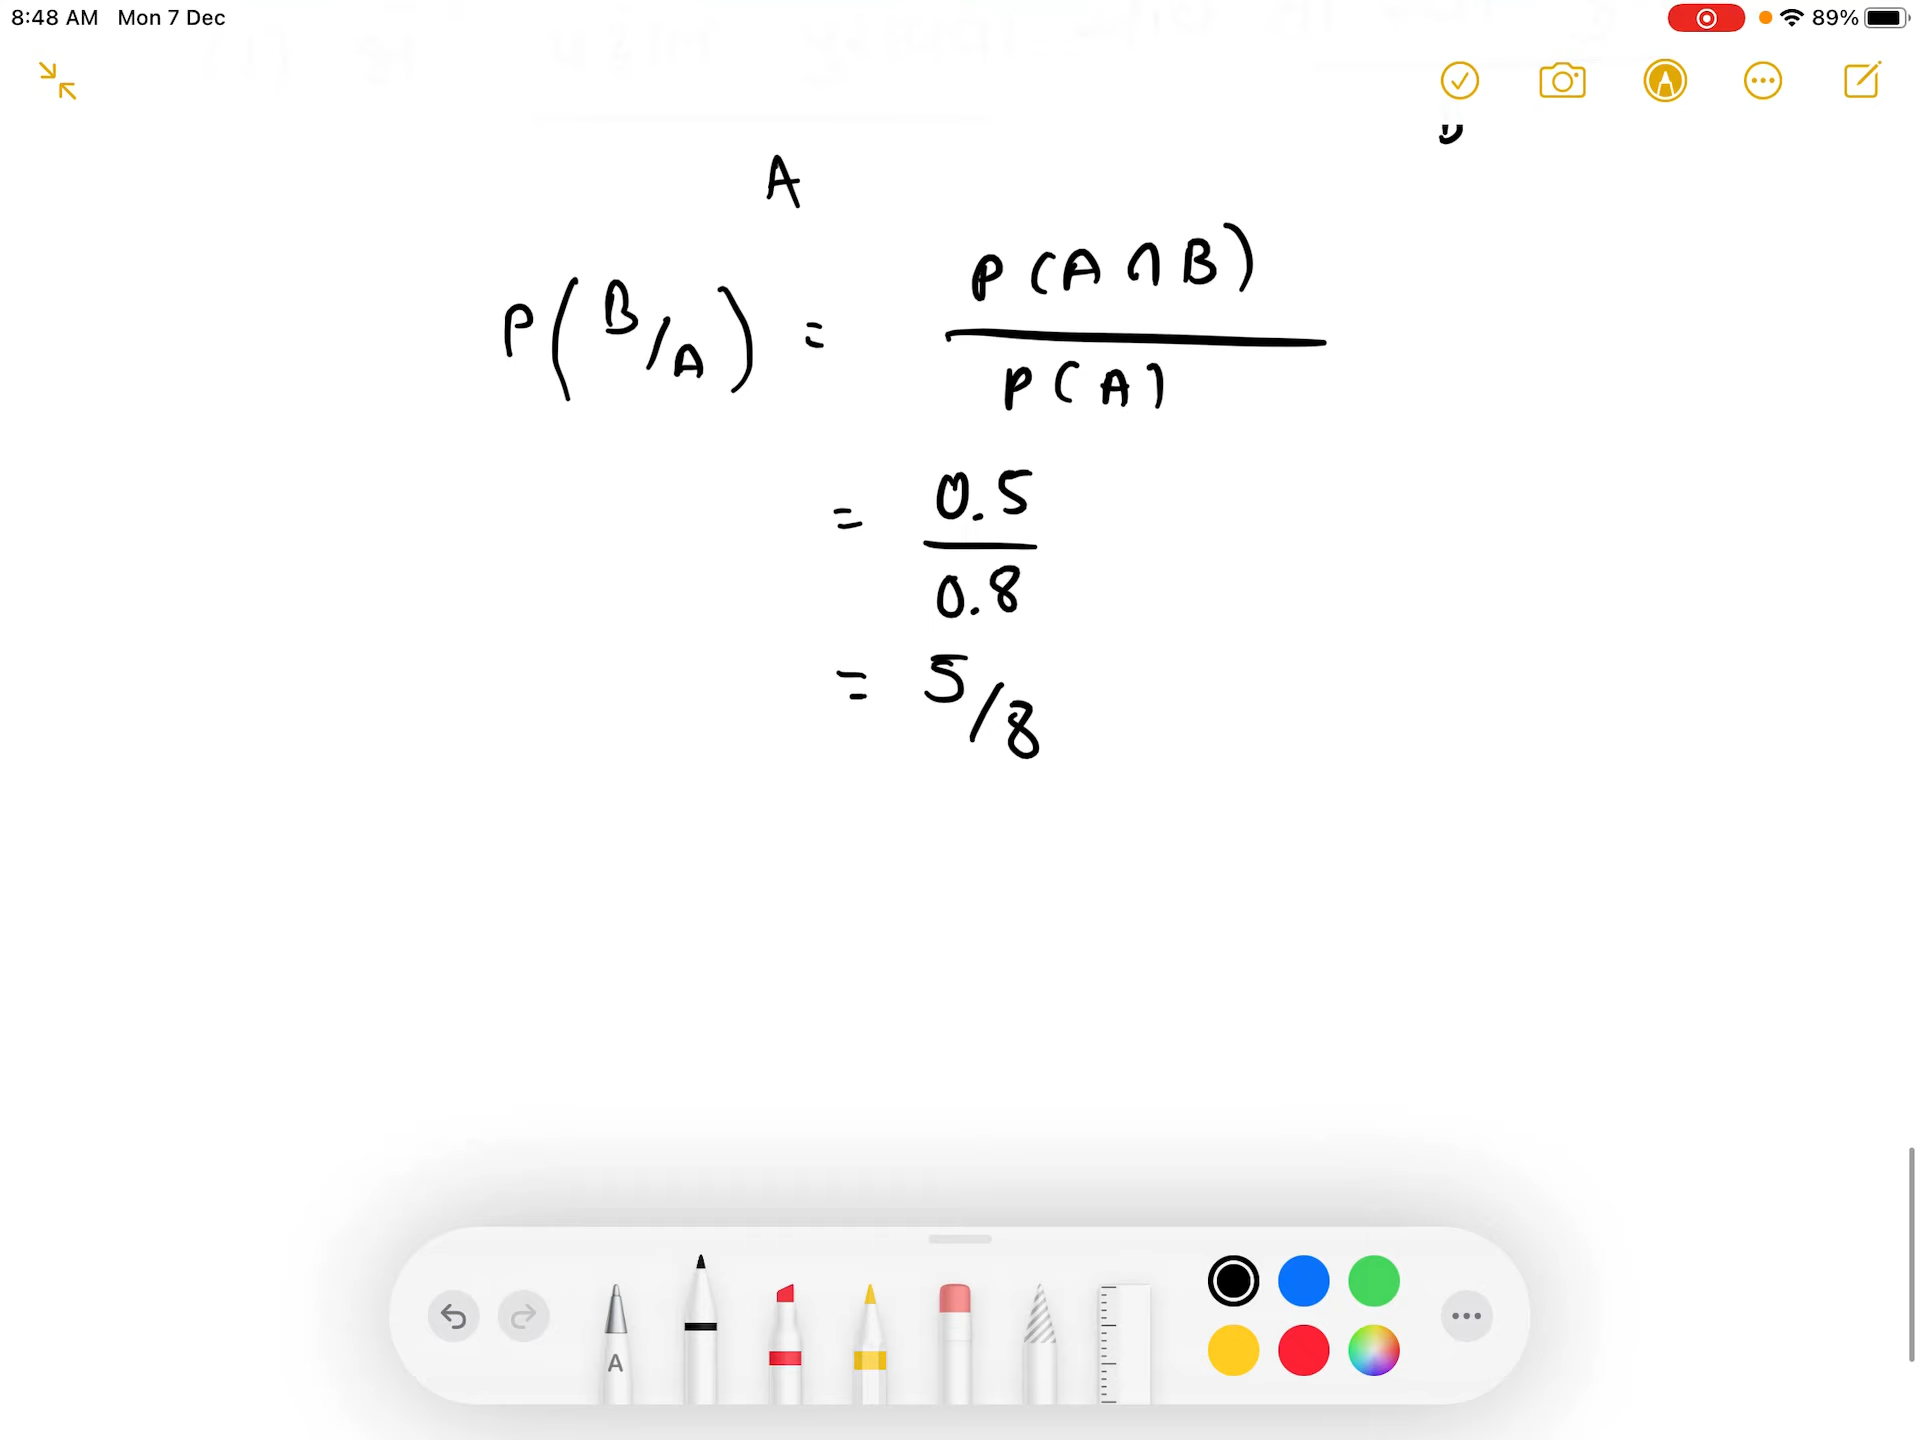 8:48 AM Mon 7 Dec
89%
A
P(B/A) = P(A∩B)
P(A)
= 0.5
0.8
= 5/8
A